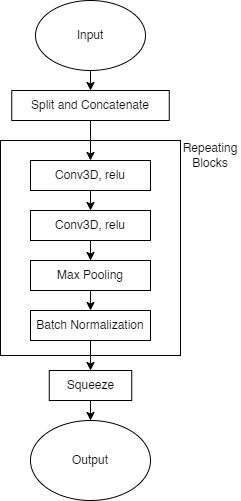 Input
Split and Concatenate
Repeating
Blocks
Conv3D, relu
Conv3D, relu
Max Pooling
Batch Normalization
Squeeze
Output